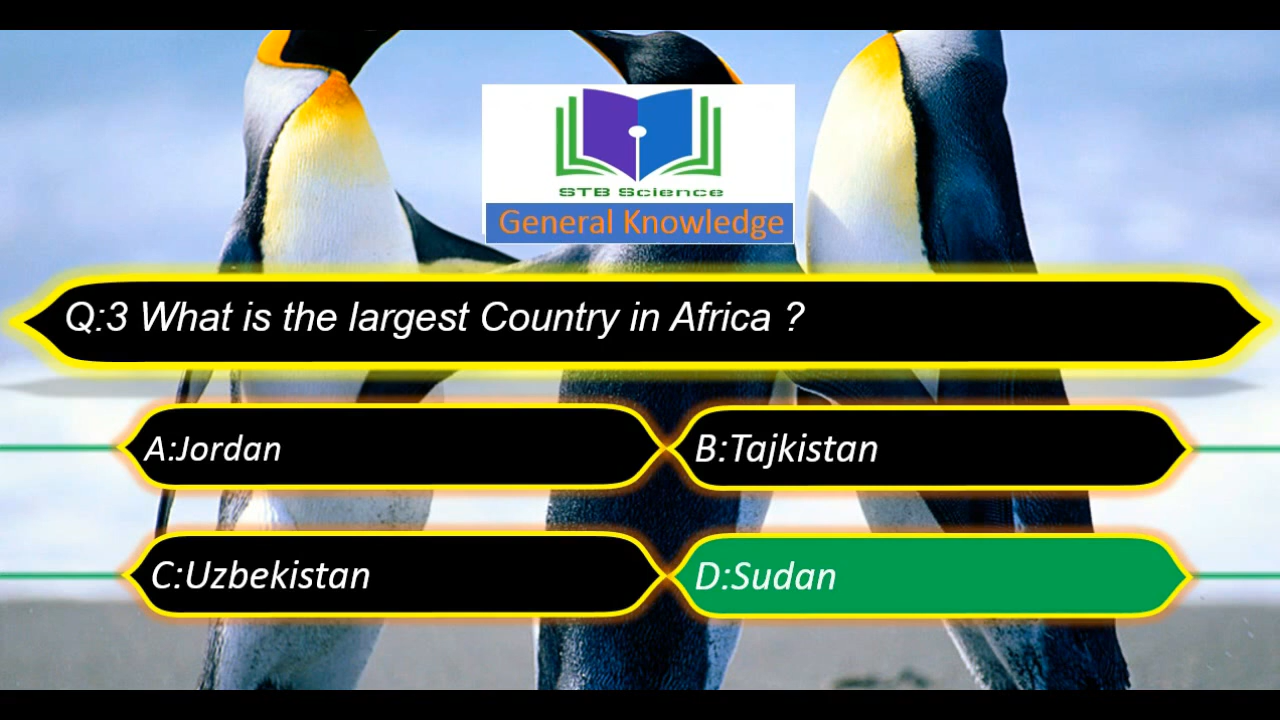 STB Science
General Knowledge
Q:3 What is the largest Country in Africa ?
A:Jordan
B:Tajkistan
C:Uzbekistan
D:Sudan